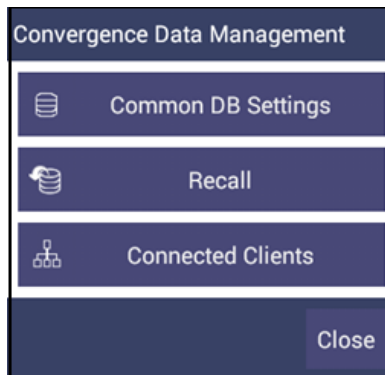 Convergence Data Management
Common DB Settings
Recall
Connected Clients
Close